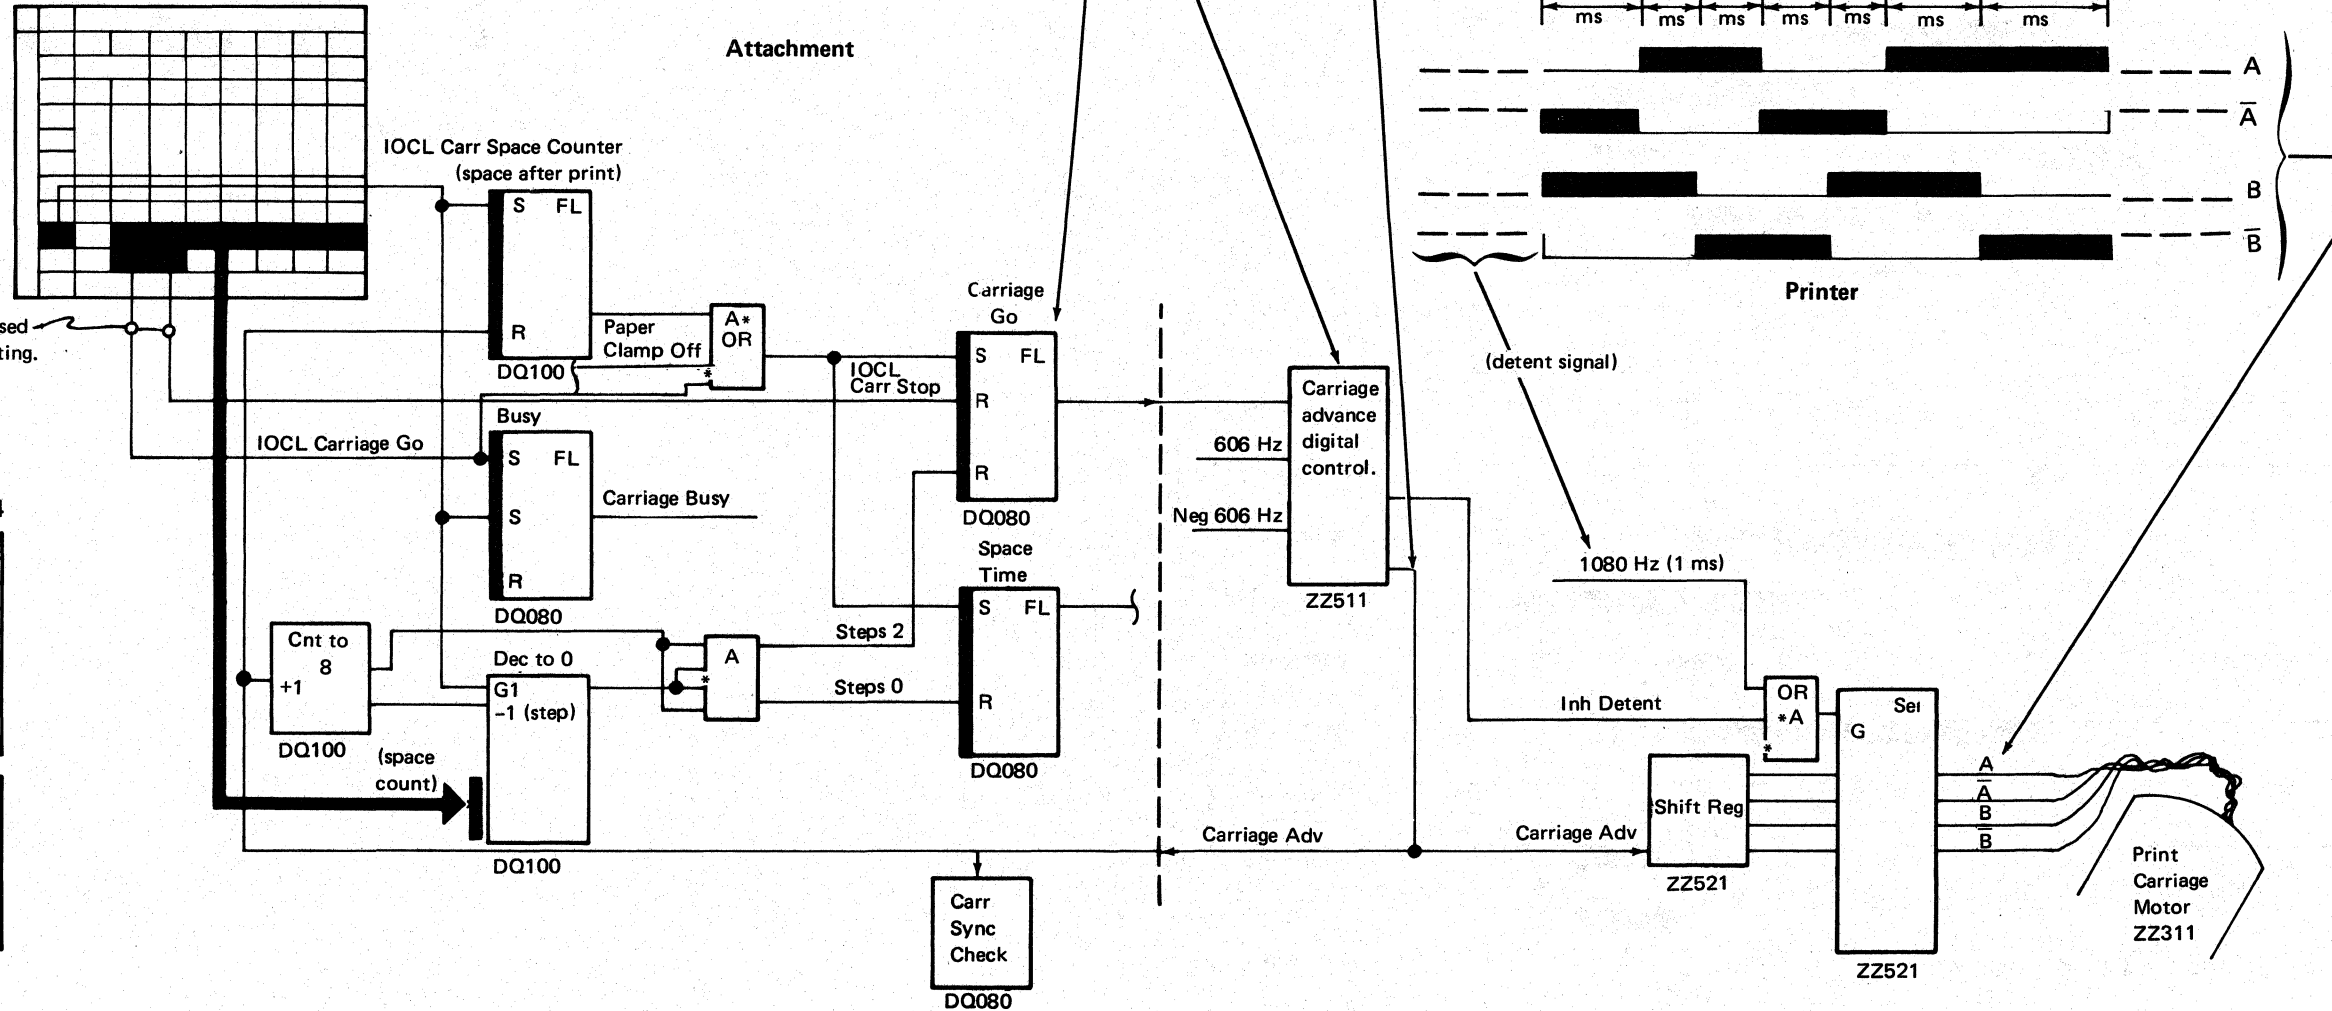 Attachment
ms ms ms ms ms ms ms
A
A̅
B
B̅
Printer
IOCL Carr Space Counter
(space after print)
S FL
R
DQ100
Paper
Clamp Off
A*
OR
*
Carriage
Go
S FL
R
R
DQ080
IOCL
Carr Stop
sed
ting.
Busy
IOCL Carriage Go
S FL
S
R
DQ080
Carriage Busy
(detent signal)
Carriage
advance
digital
control.
606 Hz
Neg 606 Hz
ZZ511
1080 Hz (1 ms)
Space
Time
S FL
R
DQ080
Cnt to
8
+1
DQ100
Dec to 0
G1
−1 (step)
DQ100
(space
count)
A
*
Steps 2
Steps 0
Inh Detent
OR
*A
*
Sel
G
ZZ521
Shift Reg
ZZ521
Carriage Adv
Carriage Adv
A
A̅
B
B̅
Print
Carriage
Motor
ZZ311
Carr
Sync
Check
DQ080